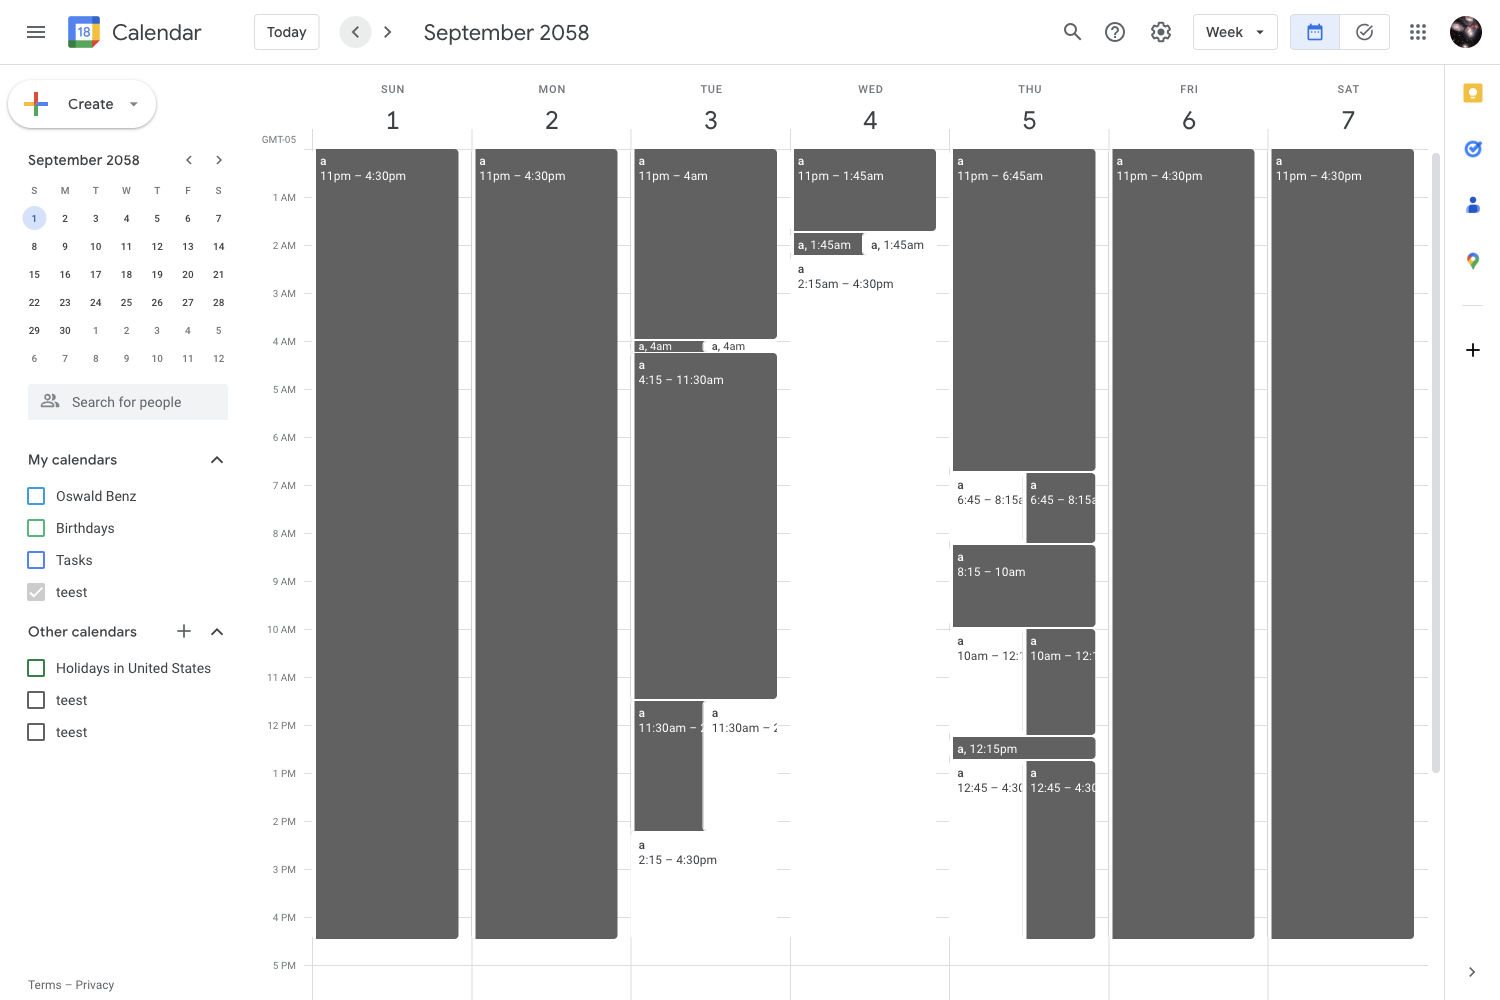 18
Calendar
Today
September 2058
Week
Create
SUN
MON
TUE
WED
THU
FRI
SAT
1
2
3
4
5
6
7
GMT-05
September 2058
S M T W T F S
1 2 3 4 5 6 7
8 9 10 11 12 13 14
15 16 17 18 19 20 21
22 23 24 25 26 27 28
29 30 1 2 3 4 5
6 7 8 9 10 11 12
Search for people
My calendars
Oswald Benz
Birthdays
Tasks
teest
Other calendars
Holidays in United States
teest
teest
Terms – Privacy
1 AM
2 AM
3 AM
4 AM
5 AM
6 AM
7 AM
8 AM
9 AM
10 AM
11 AM
12 PM
1 PM
2 PM
3 PM
4 PM
5 PM
a
11pm – 4:30pm
a
11pm – 4:30pm
a
11pm – 4am
a, 4am
a, 4am
a
4:15 – 11:30am
a
11:30am – 2
a
11:30am – 2
a
2:15 – 4:30pm
a
11pm – 1:45am
a, 1:45am
a, 1:45am
a
2:15am – 4:30pm
a
11pm – 6:45am
a
6:45 – 8:15a
a
6:45 – 8:15a
a
8:15 – 10am
a
10am – 12:1
a
10am – 12:1
a, 12:15pm
a
12:45 – 4:30
a
12:45 – 4:30
a
11pm – 4:30pm
a
11pm – 4:30pm